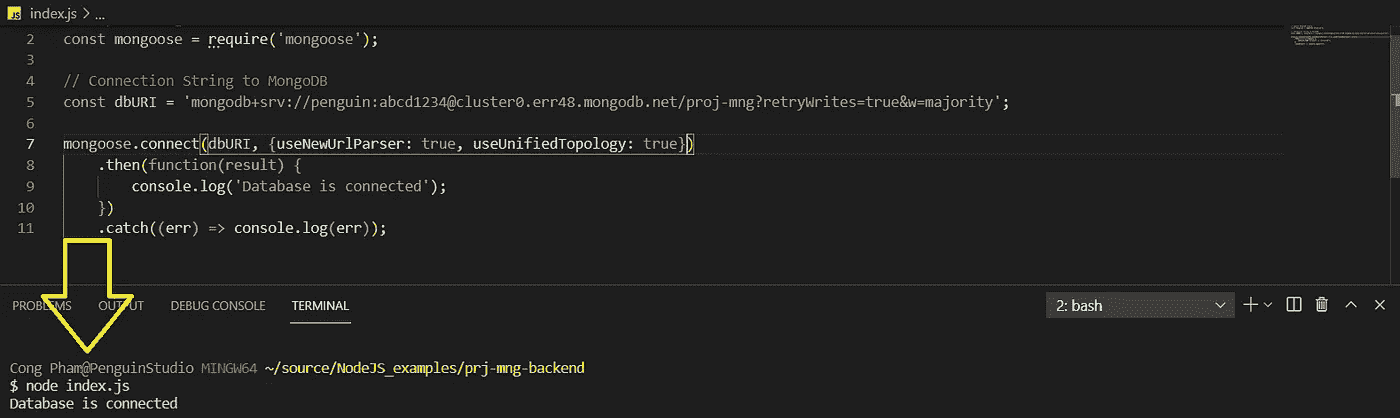 JS index.js > ...
2 const mongoose = require('mongoose');
3
4 // Connection String to MongoDB
5 const dbURI = 'mongodb+srv://penguin:abcd1234@cluster0.err48.mongodb.net/proj-mng?retryWrites=true&w=majority';
6
7 mongoose.connect(dbURI, {useNewUrlParser: true, useUnifiedTopology: true})
8 .then(function(result) {
9 console.log('Database is connected');
10 })
11 .catch((err) => console.log(err));
PROBLEMS OUTPUT DEBUG CONSOLE TERMINAL 2: bash
Cong Pham@PenguinStudio MINGW64 ~/source/NodeJS_examples/prj-mng-backend
$ node index.js
Database is connected